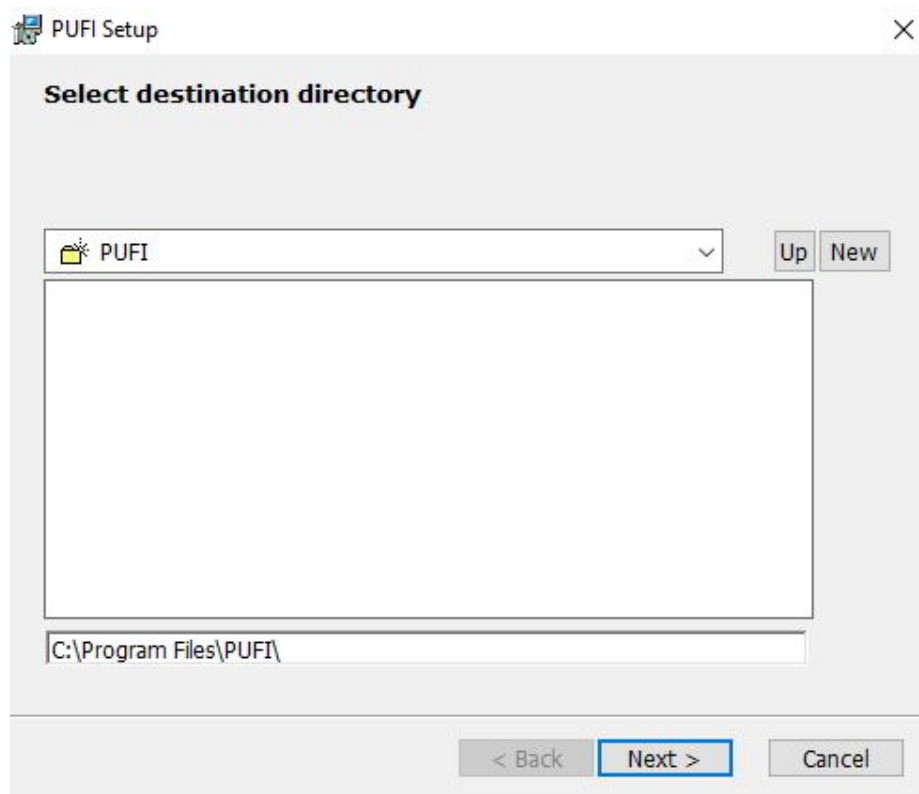 PUFI Setup
Select destination directory
PUFI
Up New
C:\Program Files\PUFI\
< Back Next > Cancel